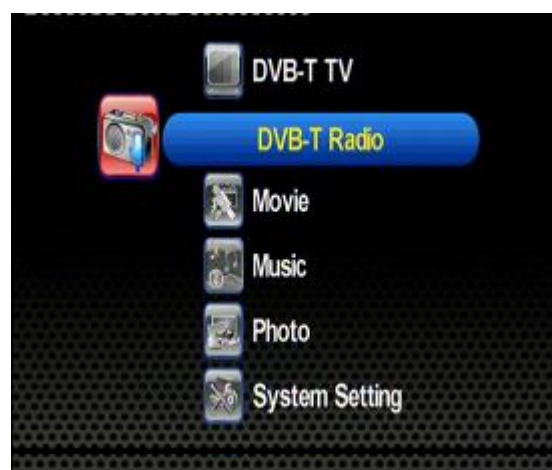 DVB-T TV
DVB-T Radio
Movie
Music
Photo
System Setting